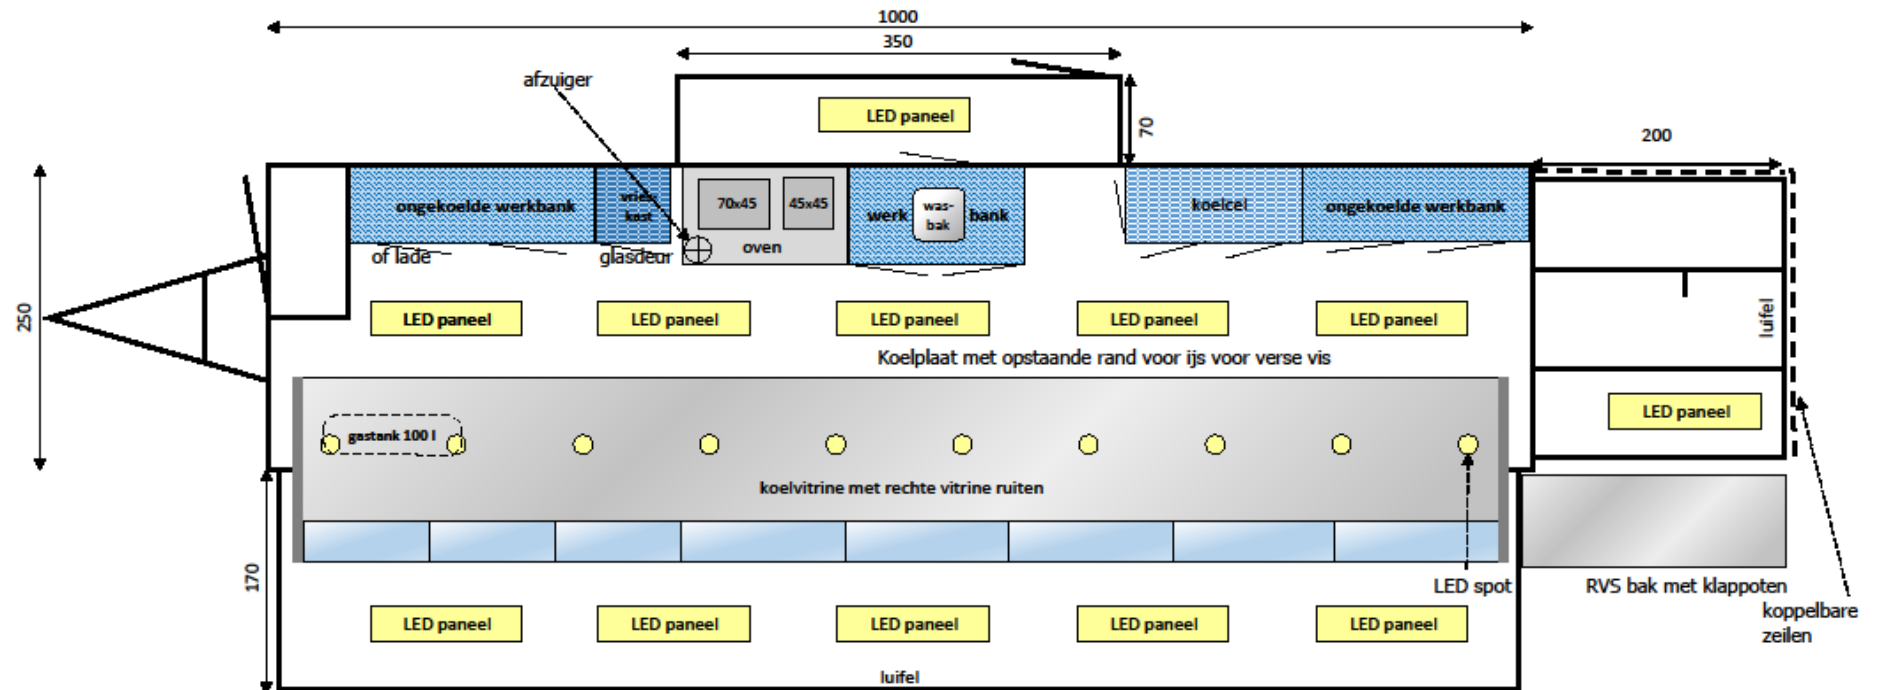 1000
350
afzuiger
LED paneel
70
200
ongekoelde werkbank
vries-
kast
70x45
45x45
werk
was-
bak
bank
koelcel
ongekoelde werkbank
of lade
glasdeur
oven
250
LED paneel
LED paneel
LED paneel
LED paneel
LED paneel
luifel
Koelplaat met opstaande rand voor ijs voor verse vis
LED paneel
gastank 100 l
koelvitrine met rechte vitrine ruiten
170
LED spot
RVS bak met klappoten
koppelbare
zeilen
LED paneel
LED paneel
LED paneel
LED paneel
LED paneel
luifel